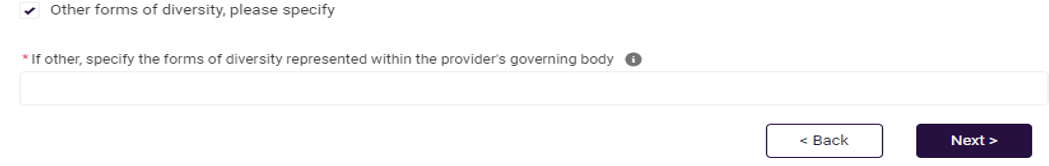 Other forms of diversity, please specify
* If other, specify the forms of diversity represented within the provider's governing body
< Back
Next >